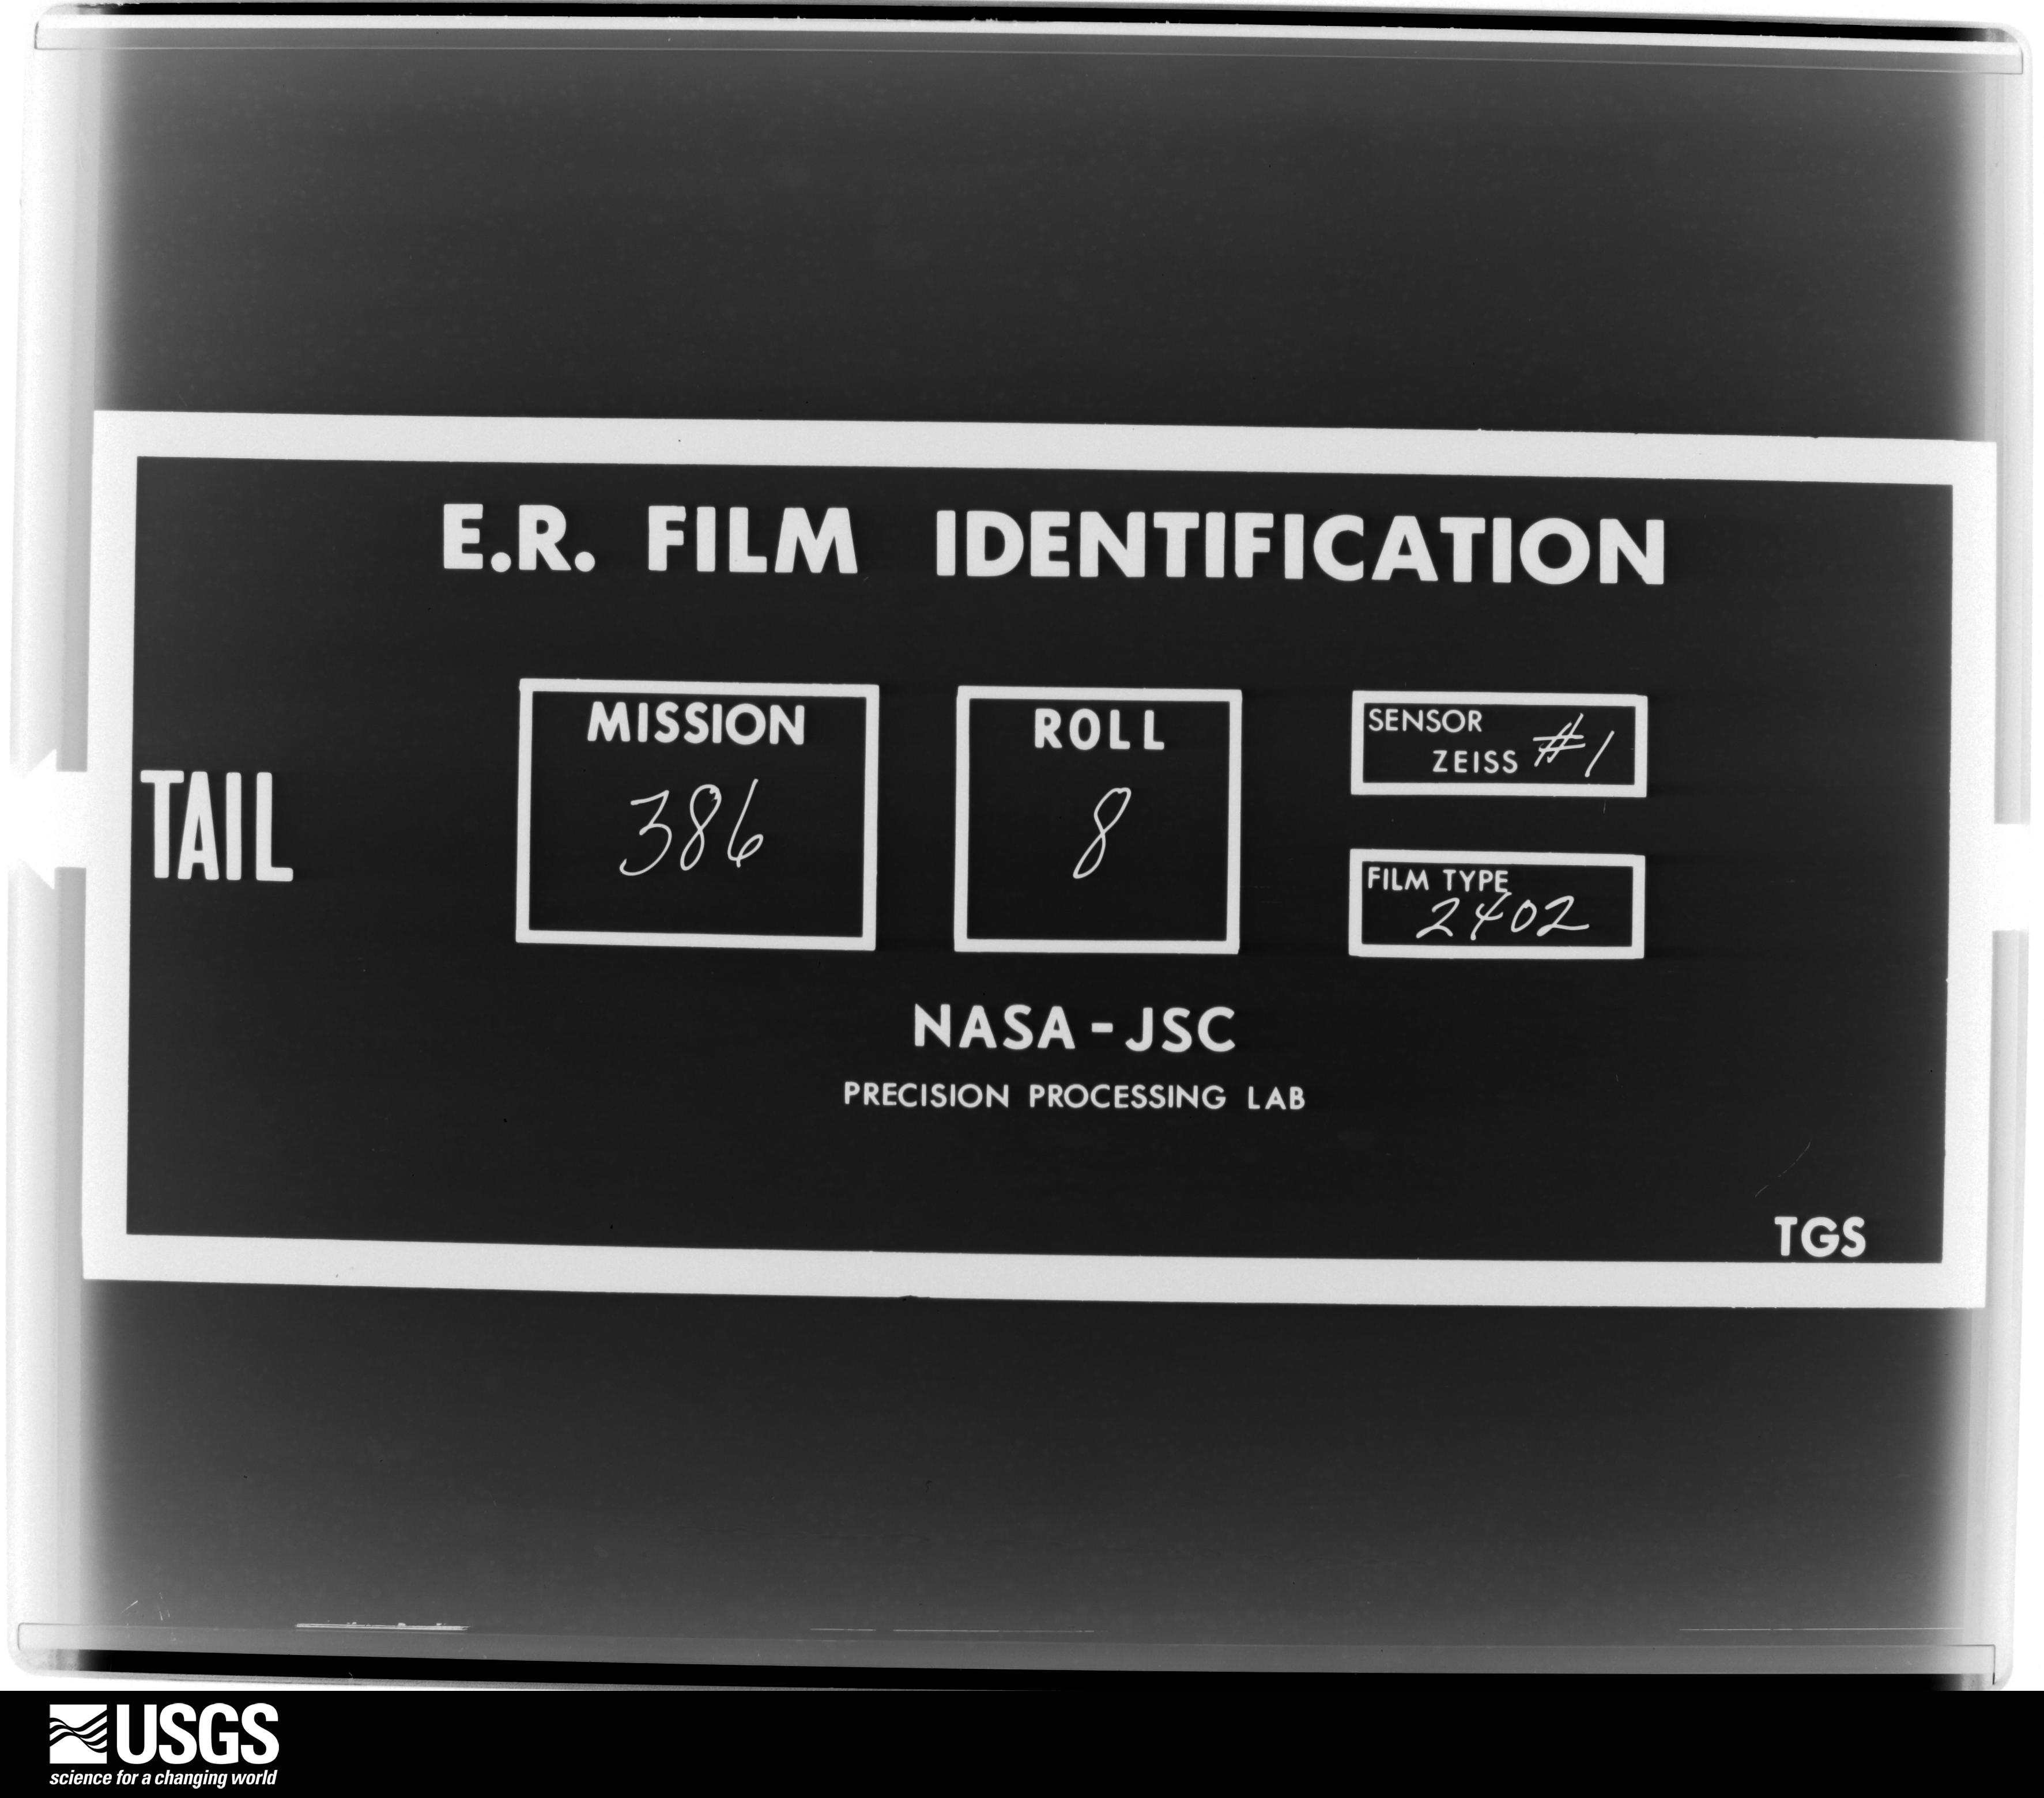 E.R. FILM IDENTIFICATION
TAIL
MISSION
386
ROLL
8
SENSOR
ZEISS #1
FILM TYPE
2402
NASA-JSC
PRECISION PROCESSING LAB
TGS
USGS
science for a changing world